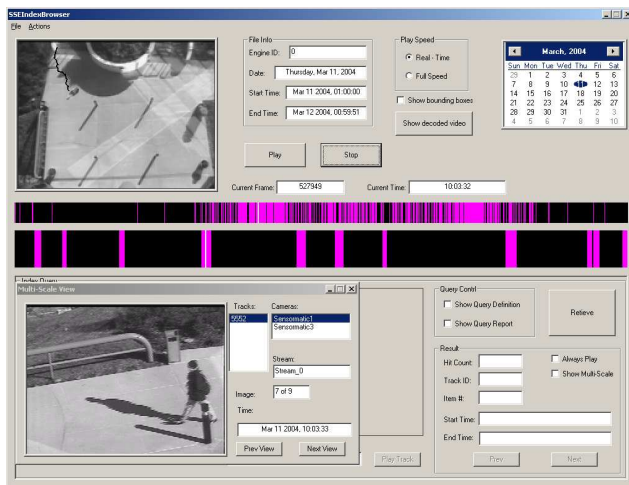 SSEIndexBrowser
File Actions
File Info
Engine ID: 0
Date: Thursday, Mar 11, 2004
Start Time: Mar 11 2004, 01:00:00
End Time: Mar 12 2004, 00:59:51
Play Speed
Real - Time
Full Speed
Show bounding boxes
Show decoded video
March, 2004
Sun Mon Tue Wed Thu Fri Sat
29 1 2 3 4 5 6
7 8 9 10 11 12 13
14 15 16 17 18 19 20
21 22 23 24 25 26 27
28 29 30 31 1 2 3
4 5 6 7 8 9 10
Play Stop
Current Frame: 527949 Current Time: 10:03:32
Index Query
Multi-Scale View
Tracks: Cameras:
5552 Sensormatic1
Sensormatic3
Stream:
Stream_0
Image: 7 of 9
Time:
Mar 11 2004, 10:03:33
Prev View Next View
Play Track
Query Contrl
Show Query Definition
Show Query Report
Retieve
Result
Hit Count:
Track ID:
Item #:
Always Play
Show Multi-Scale
Start Time:
End Time:
Prev Next